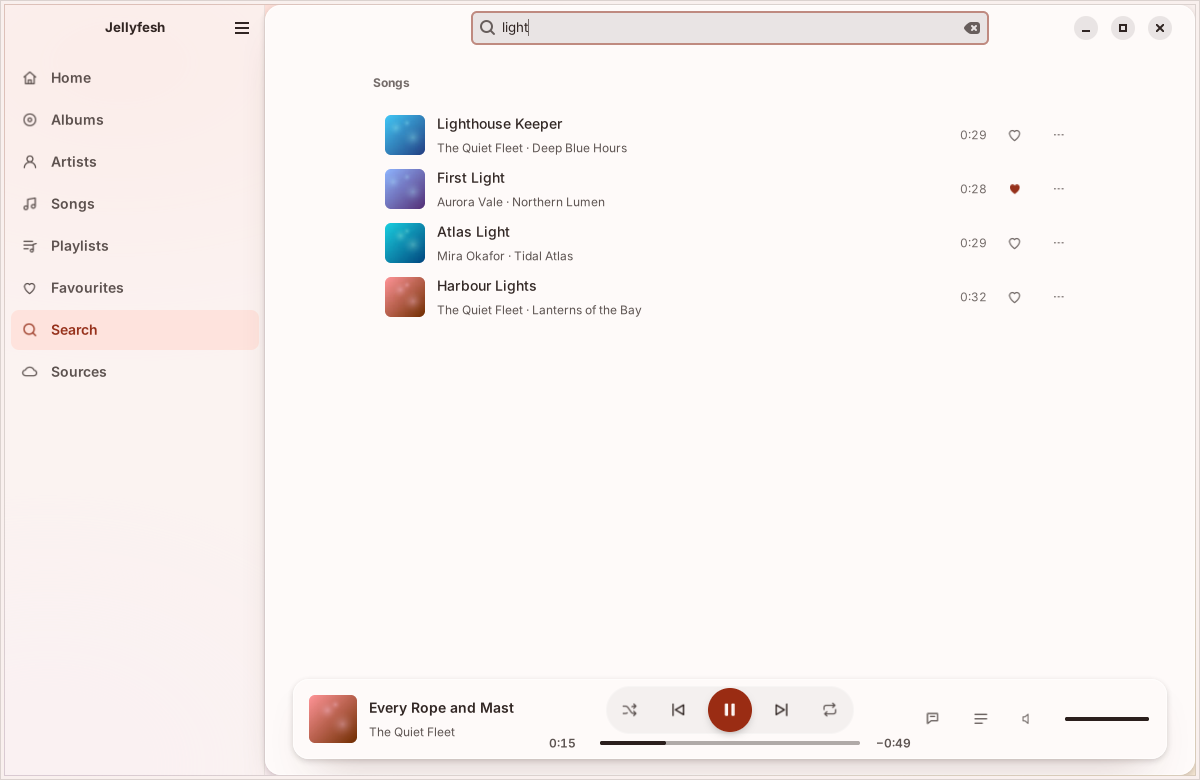 Jellyfesh
light
Home
Albums
Artists
Songs
Playlists
Favourites
Search
Sources
Songs
Lighthouse Keeper
The Quiet Fleet · Deep Blue Hours
0:29
First Light
Aurora Vale · Northern Lumen
0:28
Atlas Light
Mira Okafor · Tidal Atlas
0:29
Harbour Lights
The Quiet Fleet · Lanterns of the Bay
0:32
Every Rope and Mast
The Quiet Fleet
0:15
−0:49